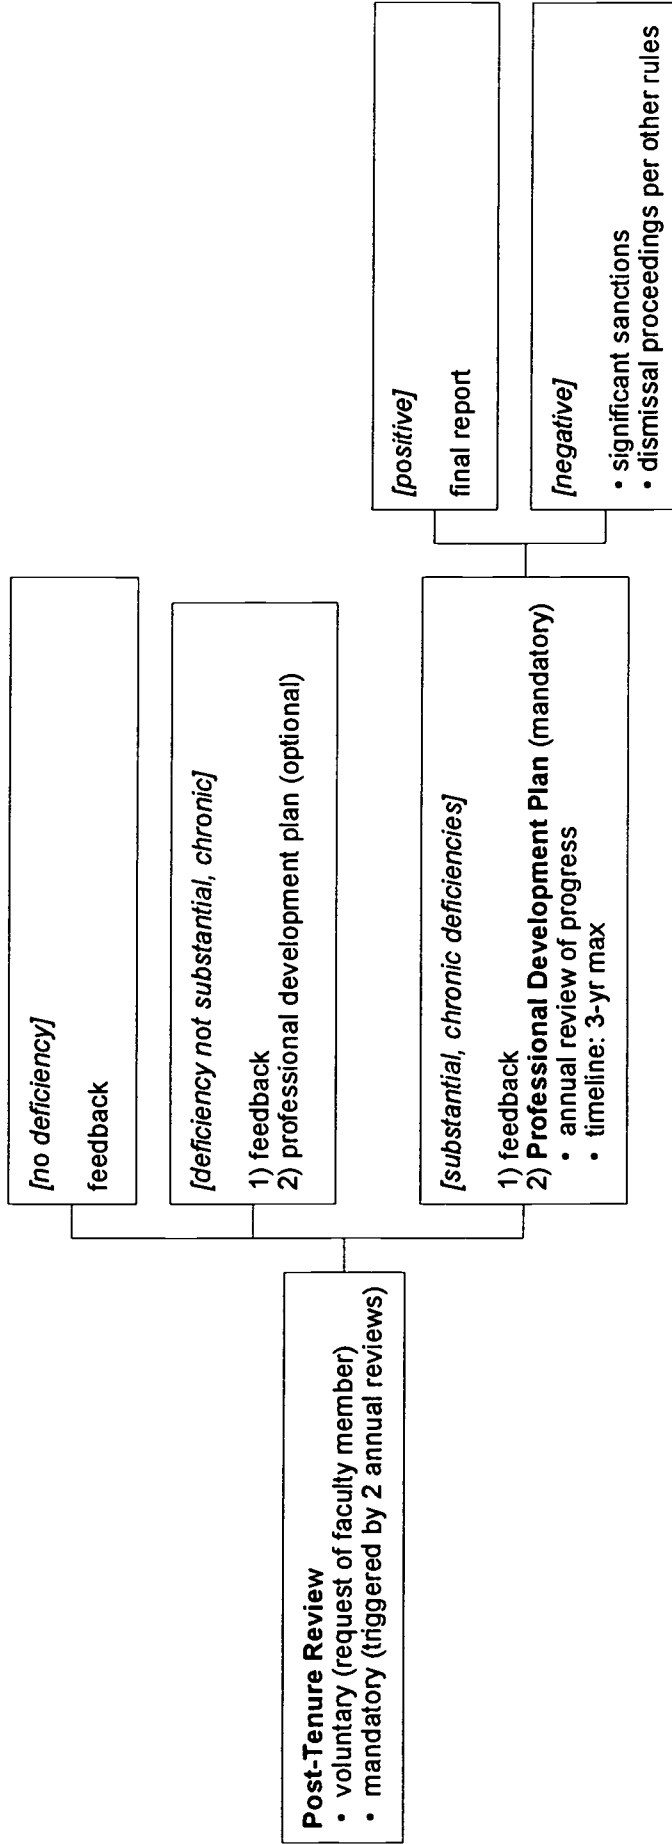 Post-Tenure Review
• voluntary (request of faculty member)
• mandatory (triggered by 2 annual reviews)
[no deficiency]
feedback
[deficiency not substantial, chronic]
1) feedback
2) professional development plan (optional)
[substantial, chronic deficiencies]
1) feedback
2) Professional Development Plan (mandatory)
• annual review of progress
• timeline: 3-yr max
[positive]
final report
[negative]
• significant sanctions
• dismissal proceedings per other rules